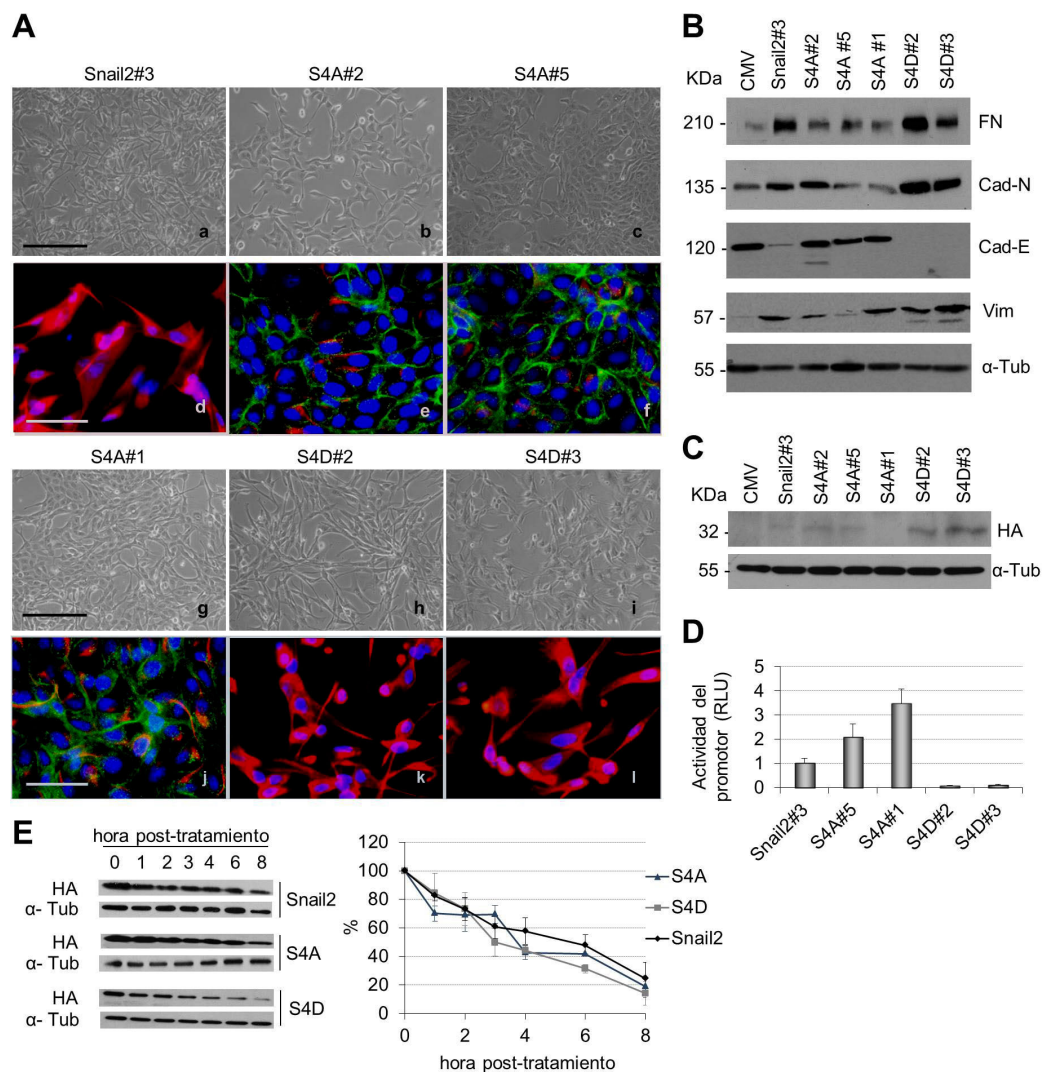 A
Snail2#3 S4A#2 S4A#5
a b c
d e f
S4A#1 S4D#2 S4D#3
g h i
j k l
B
KDa CMV Snail2#3 S4A#2 S4A #5 S4A #1 S4D#2 S4D#3
210 - FN
135 - Cad-N
120 - Cad-E
57 - Vim
55 - α-Tub
C
KDa CMV Snail2#3 S4A#2 S4A#5 S4A#1 S4D#2 S4D#3
32 - HA
55 - α-Tub
D
Actividad del
promotor (RLU)
5
4
3
2
1
0
Snail2#3 S4A#5 S4A#1 S4D#2 S4D#3
E
hora post-tratamiento
0 1 2 3 4 6 8
HA
α- Tub
Snail2
HA
α- Tub
S4A
HA
α- Tub
S4D
%
120
100
80
60
40
20
0
0 2 4 6 8
hora post-tratamiento
S4A
S4D
Snail2